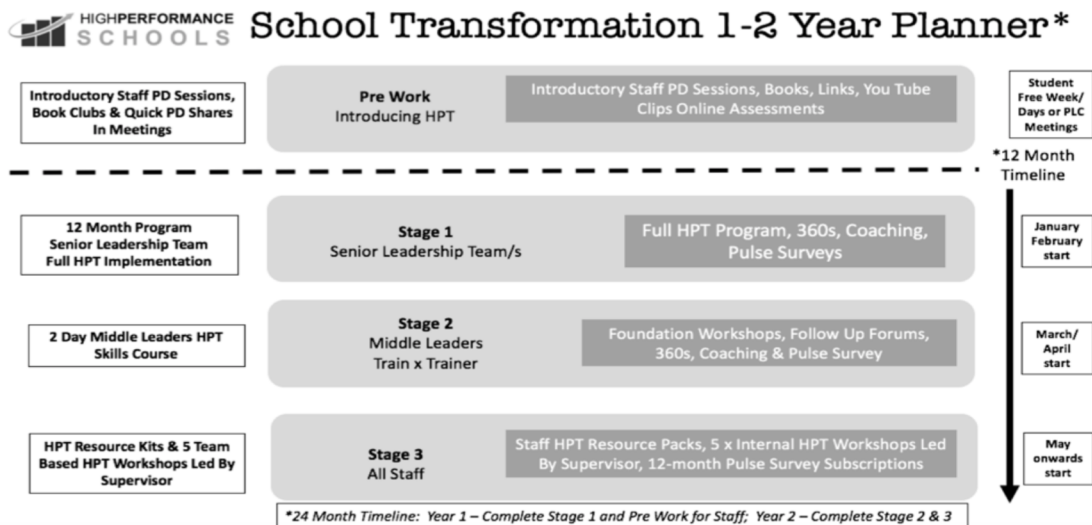 HIGHPERFORMANCE
SCHOOLS
School Transformation 1-2 Year Planner*
Introductory Staff PD Sessions,
Book Clubs & Quick PD Shares
In Meetings
Pre Work
Introducing HPT
Introductory Staff PD Sessions, Books, Links, You Tube
Clips Online Assessments
Student
Free Week/
Days or PLC
Meetings
*12 Month
Timeline
12 Month Program
Senior Leadership Team
Full HPT Implementation
Stage 1
Senior Leadership Team/s
Full HPT Program, 360s, Coaching,
Pulse Surveys
January
February
start
2 Day Middle Leaders HPT
Skills Course
Stage 2
Middle Leaders
Train x Trainer
Foundation Workshops, Follow Up Forums,
360s, Coaching & Pulse Survey
March/
April
start
HPT Resource Kits & 5 Team
Based HPT Workshops Led By
Supervisor
Stage 3
All Staff
Staff HPT Resource Packs, 5 x Internal HPT Workshops Led
By Supervisor, 12-month Pulse Survey Subscriptions
May
onwards
start
*24 Month Timeline: Year 1 – Complete Stage 1 and Pre Work for Staff; Year 2 – Complete Stage 2 & 3